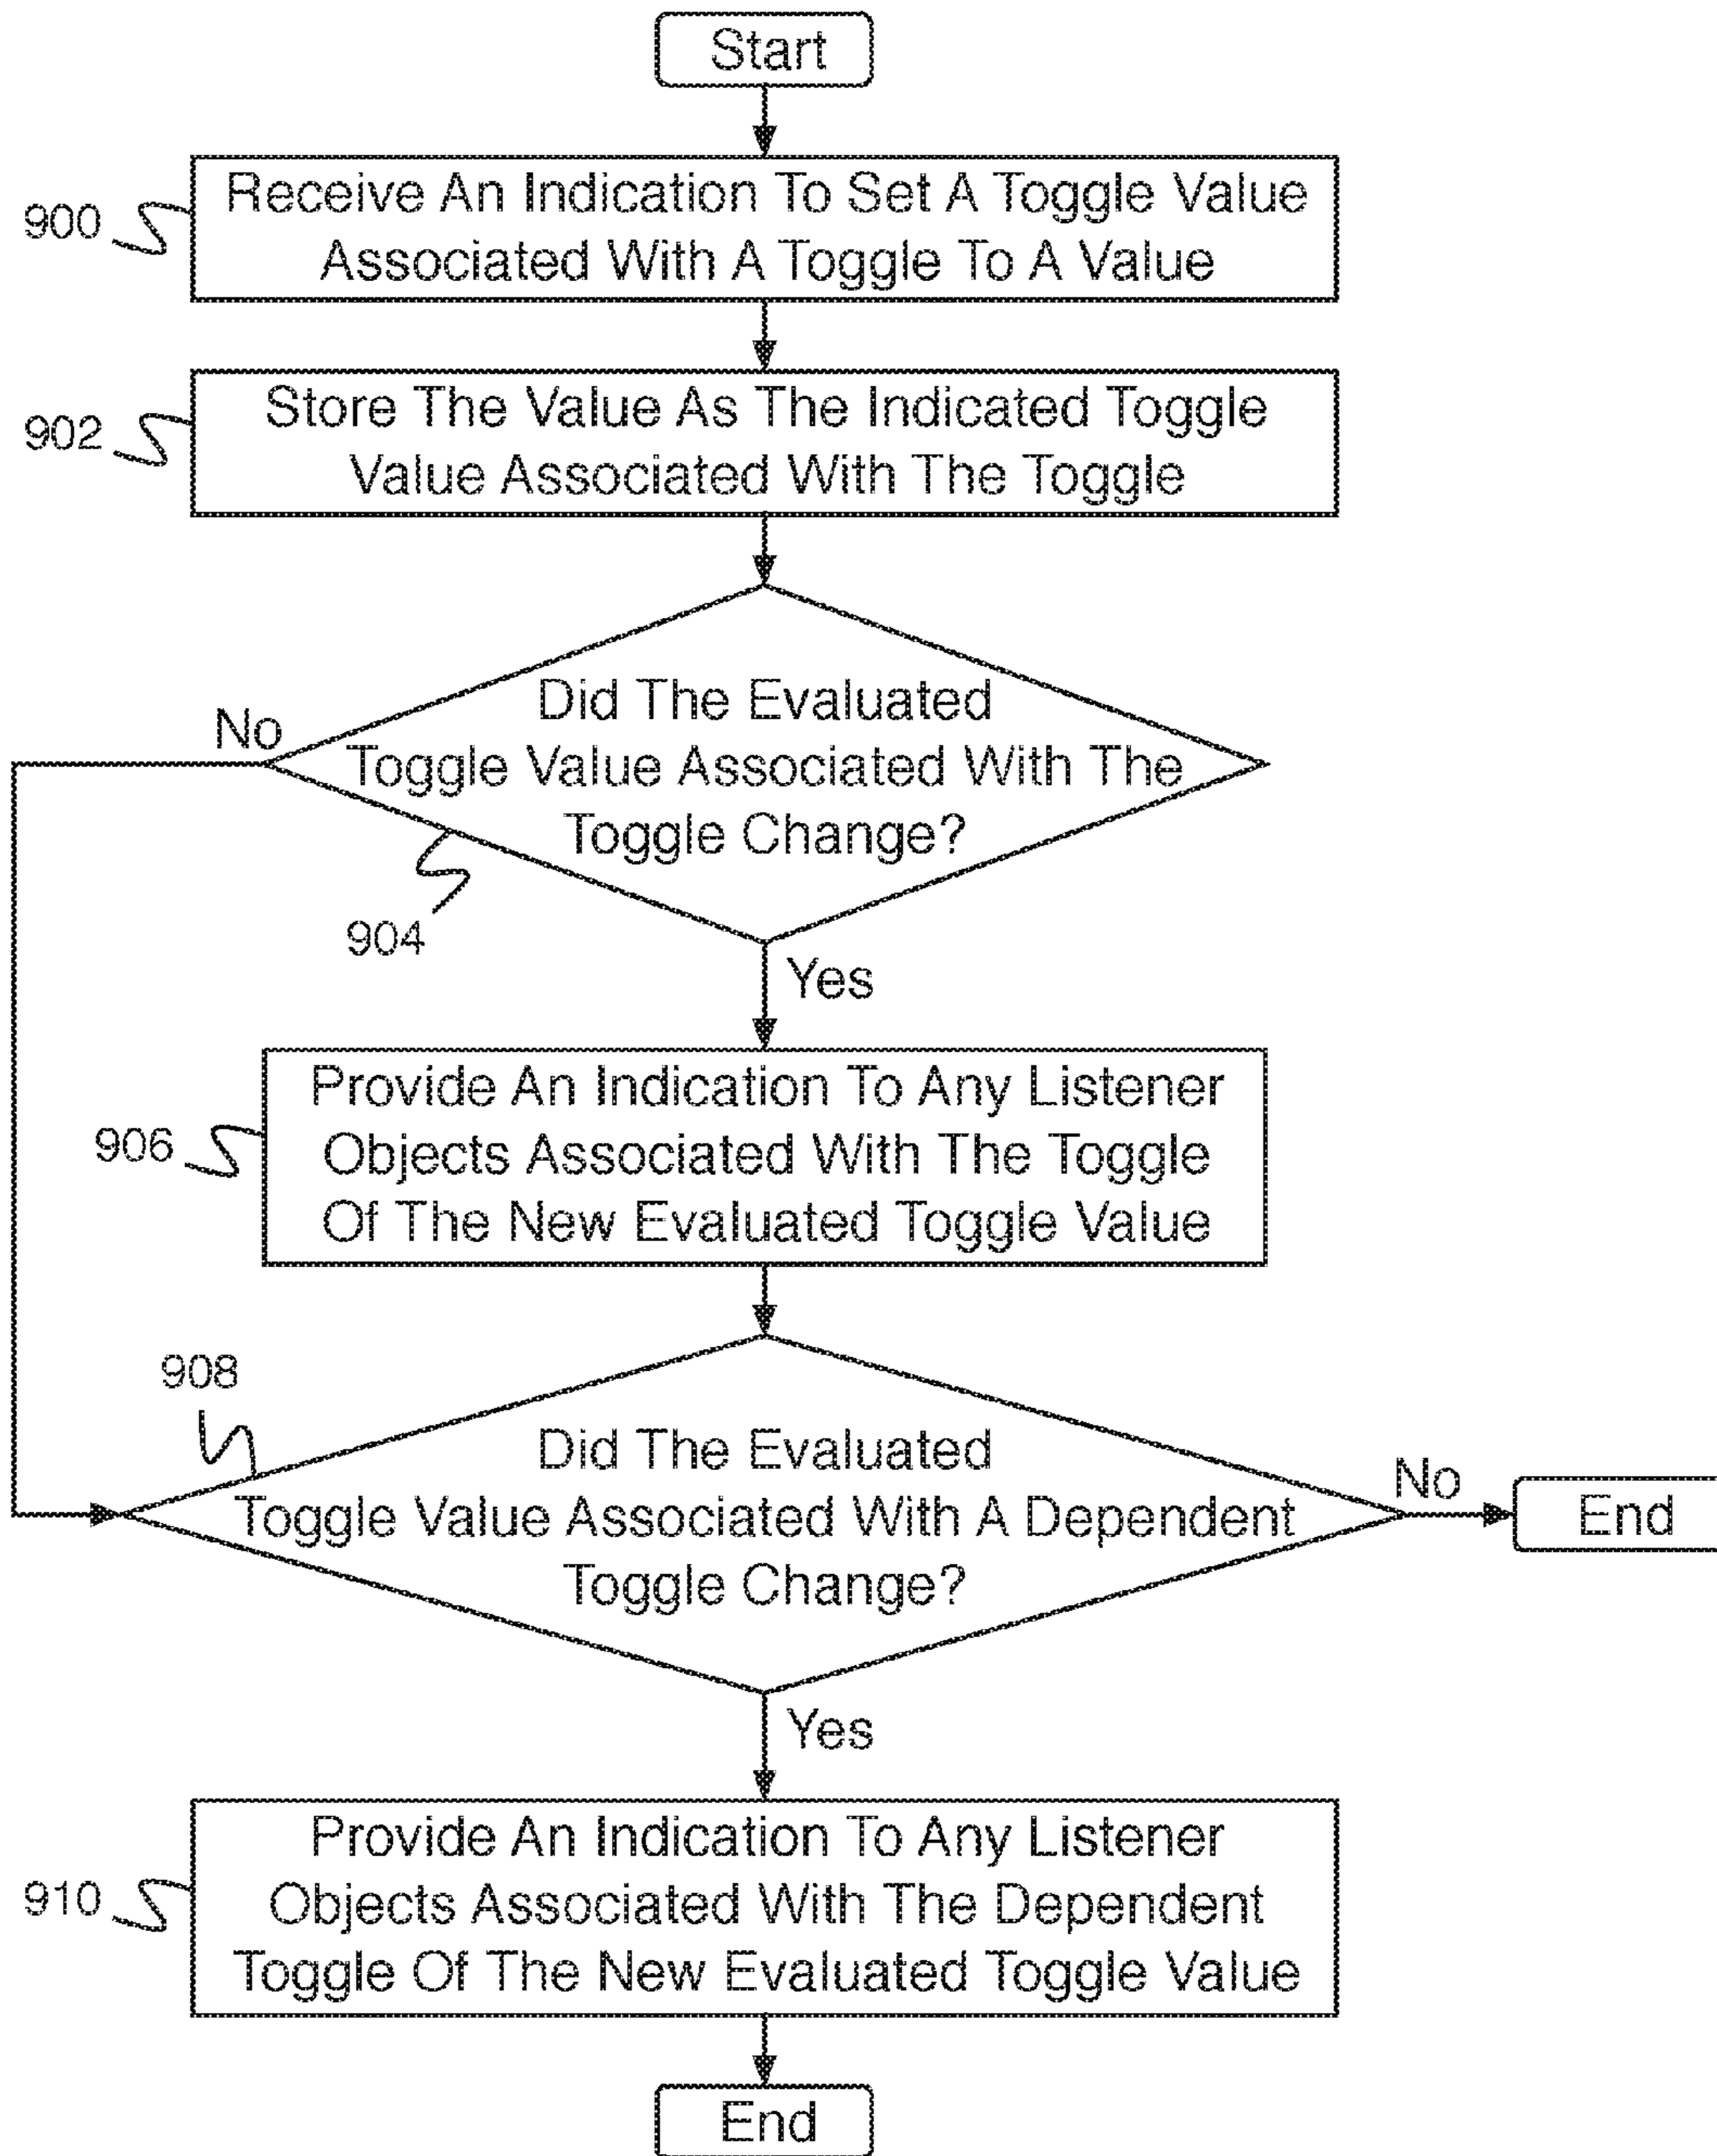 Start
900
Receive An Indication To Set A Toggle Value
Associated With A Toggle To A Value
902
Store The Value As The Indicated Toggle
Value Associated With The Toggle
No
Did The Evaluated
Toggle Value Associated With The
Toggle Change?
904
Yes
906
Provide An Indication To Any Listener
Objects Associated With The Toggle
Of The New Evaluated Toggle Value
908
Did The Evaluated
Toggle Value Associated With A Dependent
Toggle Change?
No
End
Yes
910
Provide An Indication To Any Listener
Objects Associated With The Dependent
Toggle Of The New Evaluated Toggle Value
End